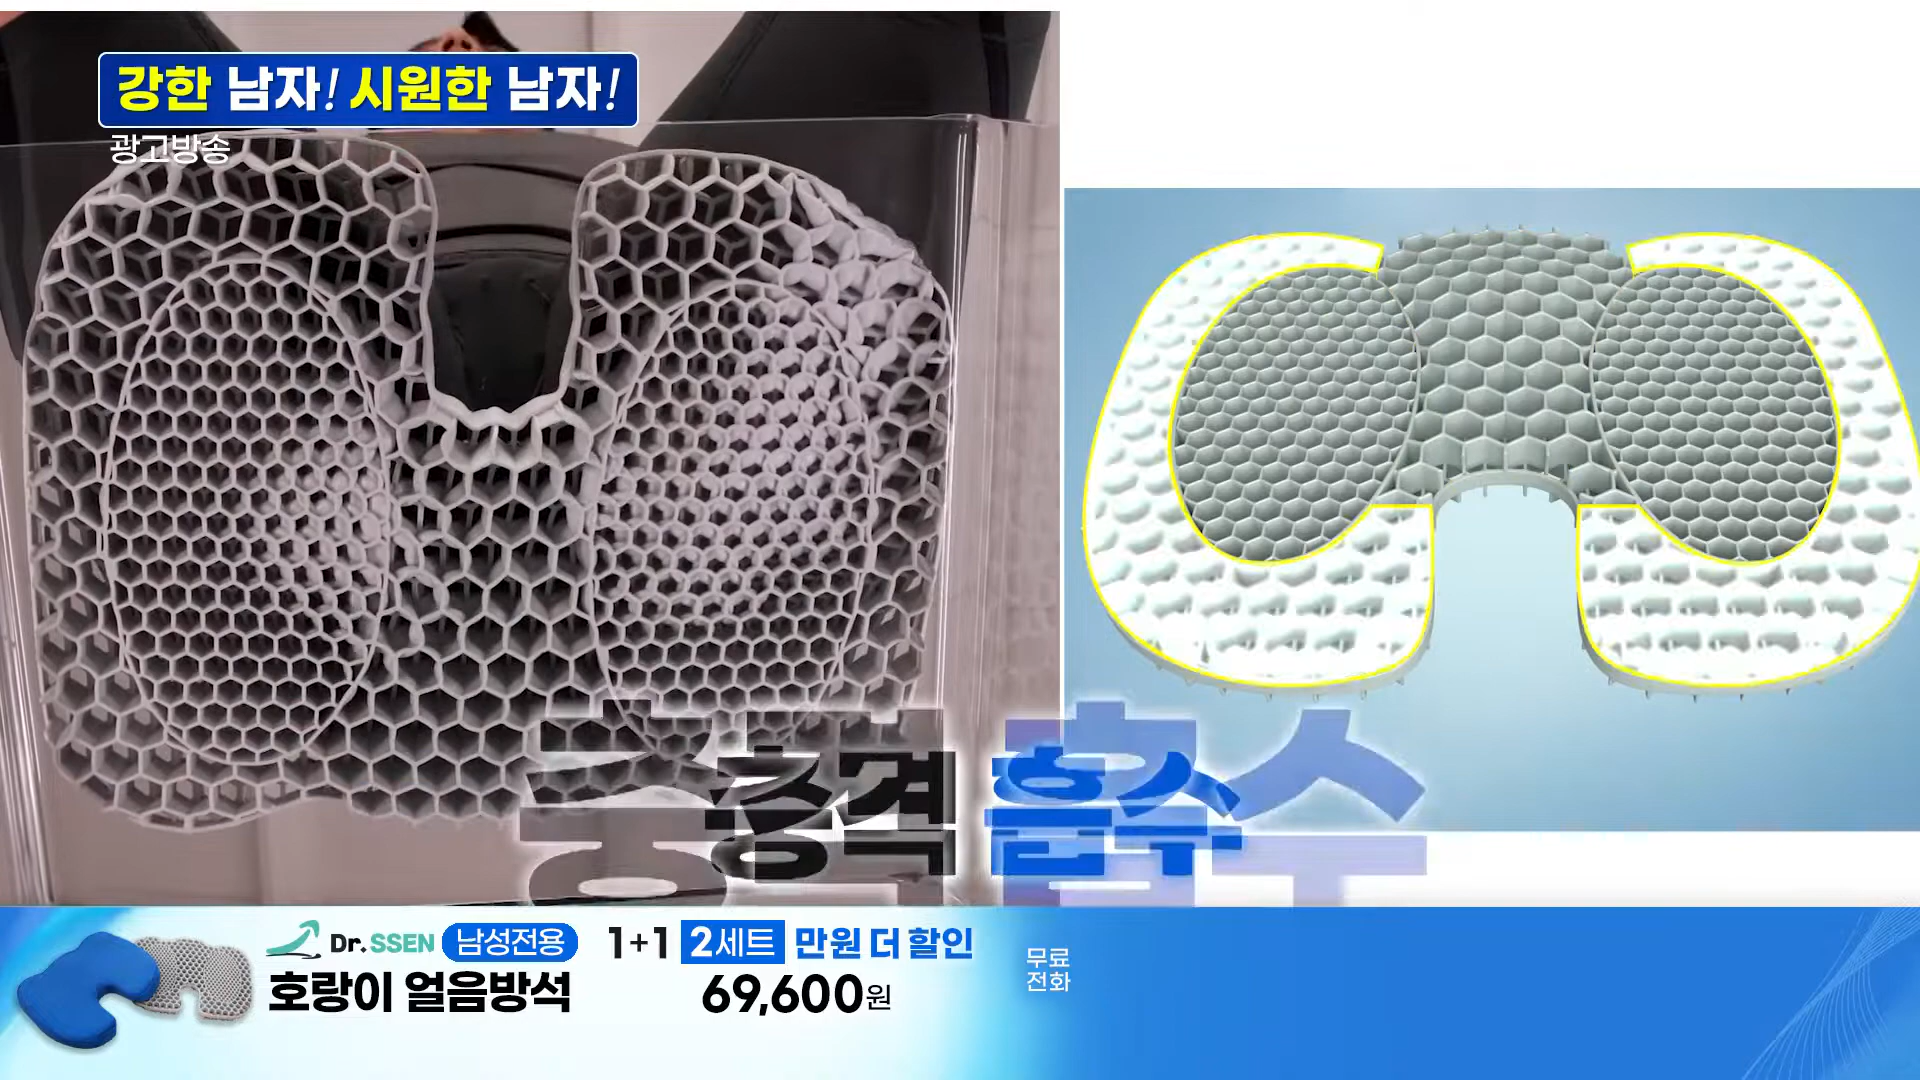 강한 남자! 시원한 남자!
광고방송
충격 흡수
Dr.SSEN 남성전용
호랑이 얼음방석
1+1 2세트 만원 더 할인
69,600원
무료
전화